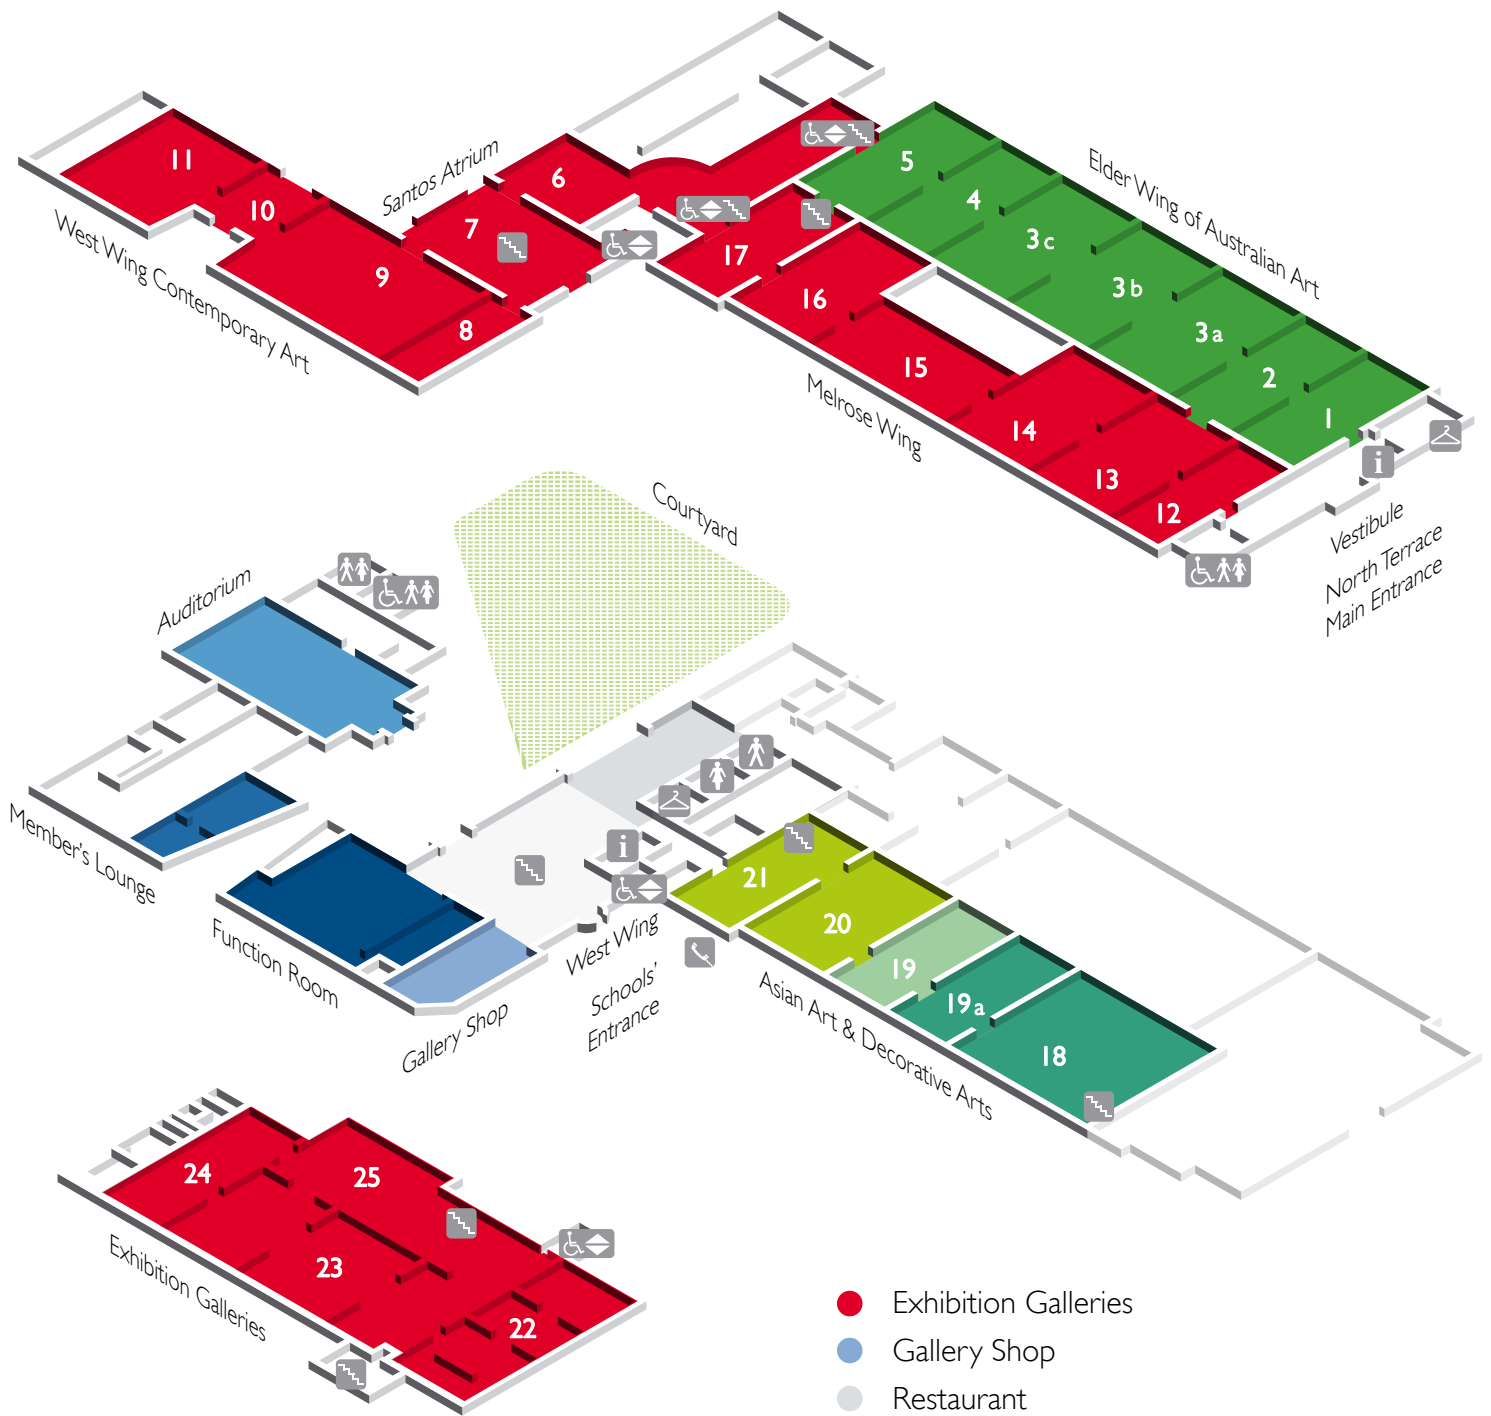 Santos Atrium
West Wing Contemporary Art
11
10
9
8
7
6
Elder Wing of Australian Art
5
4
3c
3b
3a
2
1
17
16
15
14
13
12
Melrose Wing
i
Vestibule
North Terrace
Main Entrance
Courtyard
Auditorium
Member's Lounge
Function Room
Gallery Shop
i
West Wing
Schools'
Entrance
21
20
19
19a
18
Asian Art & Decorative Arts
24
25
23
22
Exhibition Galleries
Exhibition Galleries
Gallery Shop
Restaurant